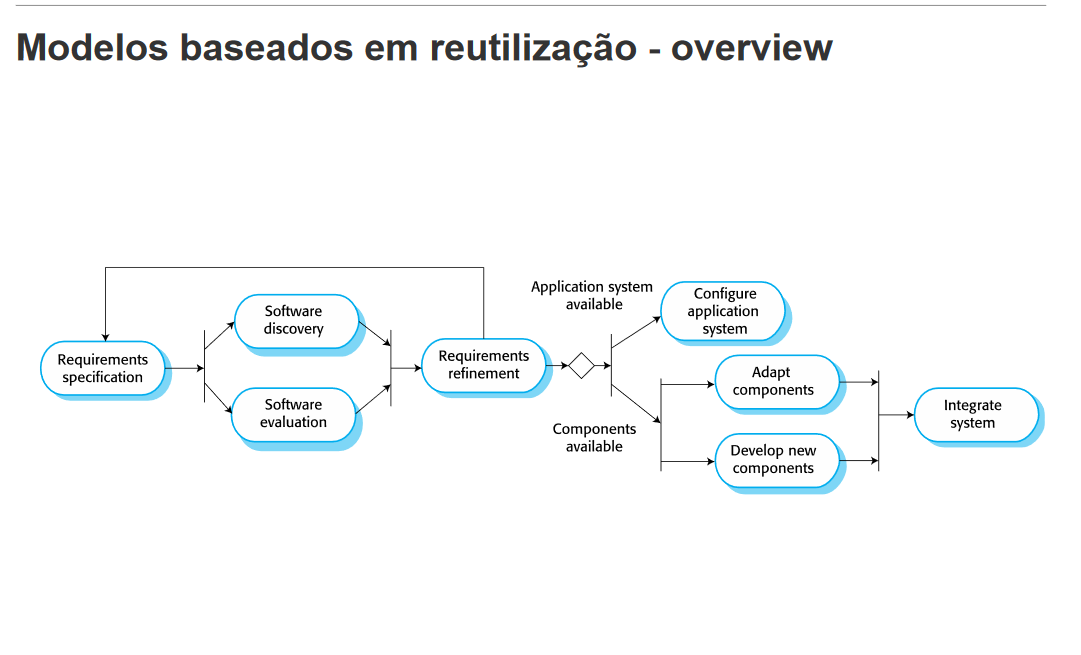 Modelos baseados em reutilização - overview
Requirements
specification
Software
discovery
Software
evaluation
Requirements
refinement
Application system
available
Configure
application
system
Components
available
Adapt
components
Develop new
components
Integrate
system